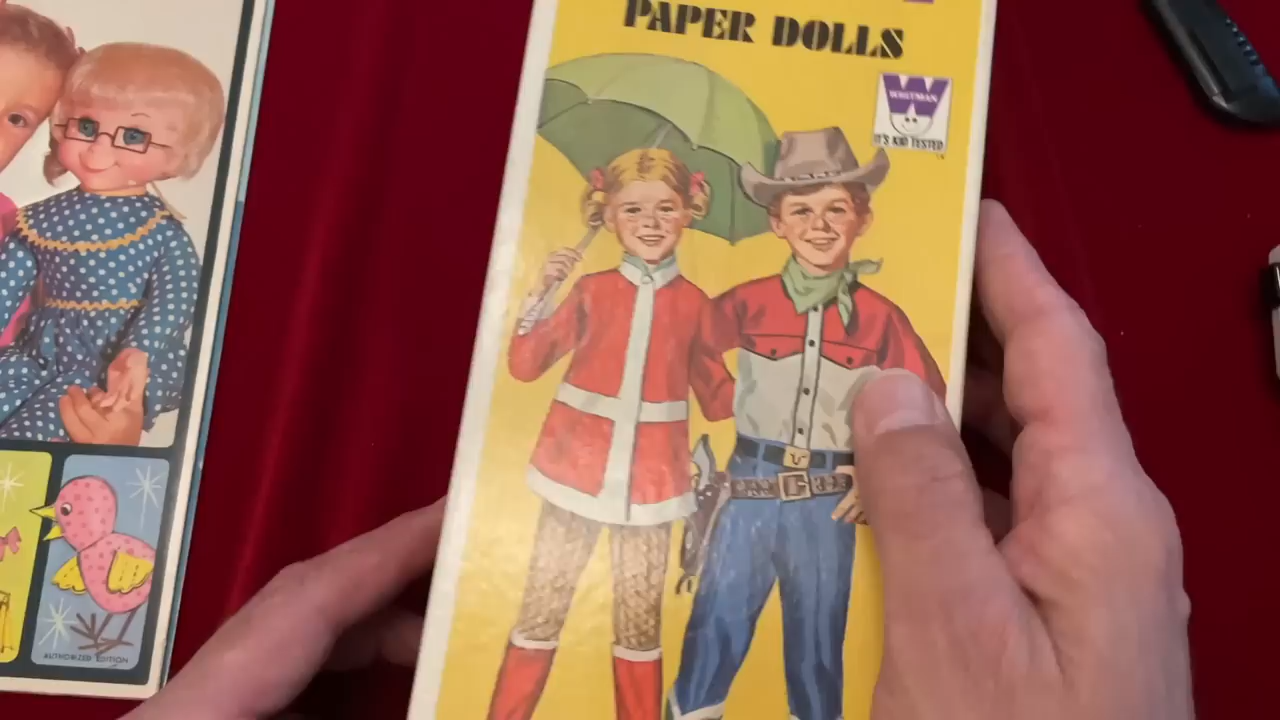 PAPER DOLLS
WHITMAN
IT'S KID TESTED
AUTHORIZED EDITION